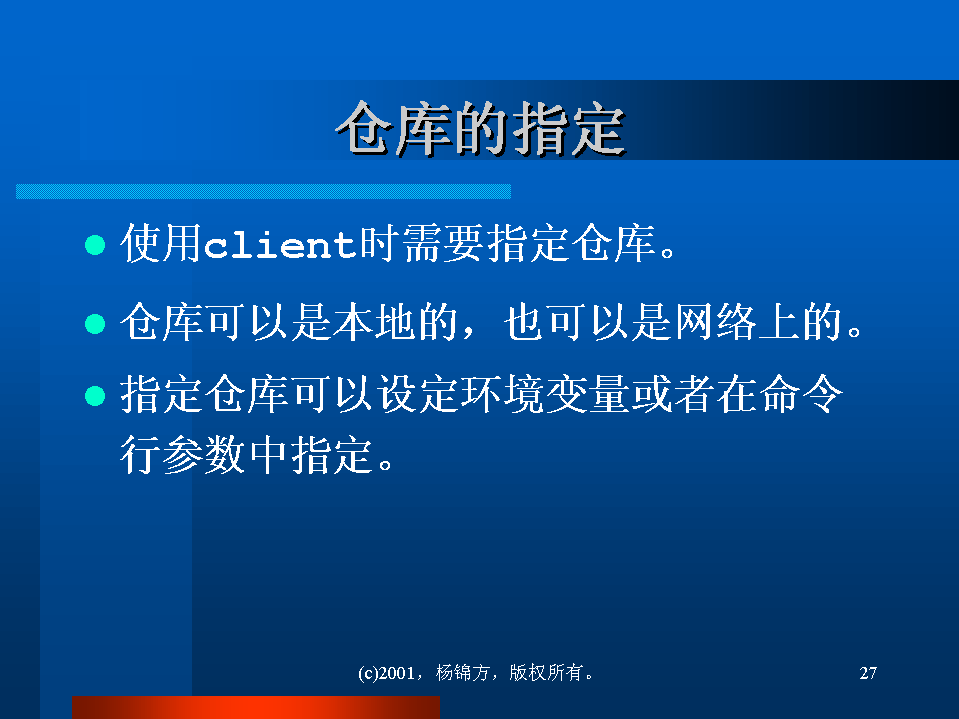 仓库的指定
使用client时需要指定仓库。
仓库可以是本地的，也可以是网络上的。
指定仓库可以设定环境变量或者在命令
行参数中指定。
(c)2001，杨锦方，版权所有。
27